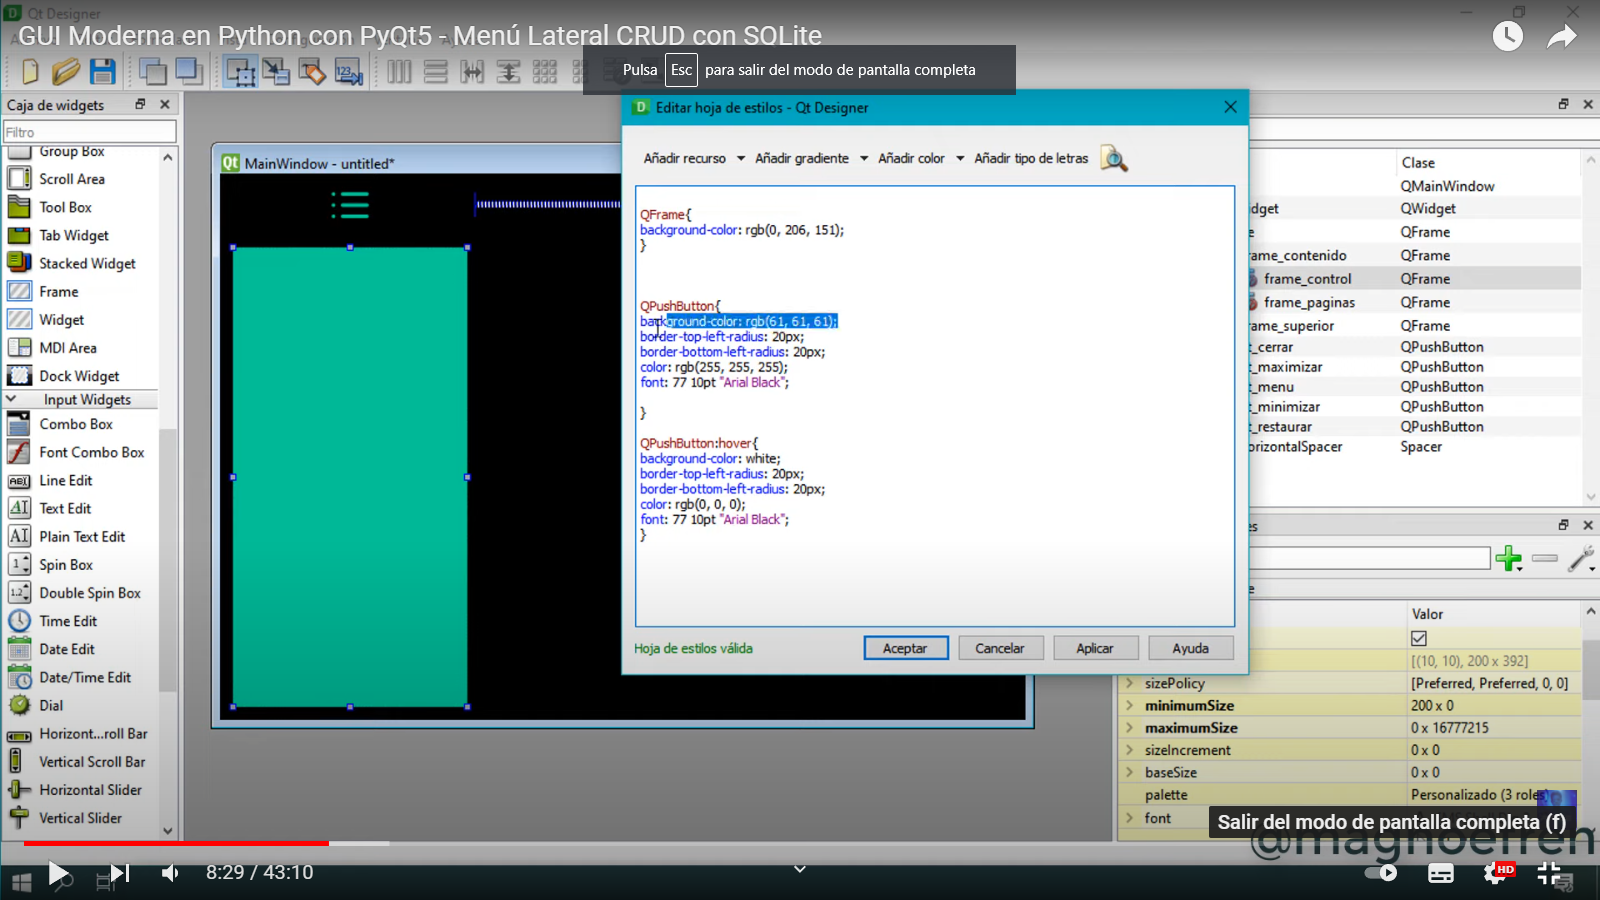 Qt Designer
GUI Moderna en Python con PyQt5 - Menú Lateral CRUD con SQLite
Pulsa Esc para salir del modo de pantalla completa
Caja de widgets
Filtro
Group Box
Scroll Area
Tool Box
Tab Widget
Stacked Widget
Frame
Widget
MDI Area
Dock Widget
Input Widgets
Combo Box
Font Combo Box
Line Edit
Text Edit
Plain Text Edit
Spin Box
Double Spin Box
Time Edit
Date Edit
Date/Time Edit
Dial
Horizont...roll Bar
Vertical Scroll Bar
Horizontal Slider
Vertical Slider
MainWindow - untitled*
Editar hoja de estilos - Qt Designer
Añadir recurso
Añadir gradiente
Añadir color
Añadir tipo de letras
QFrame{
background-color: rgb(0, 206, 151);
}
QPushButton{
background-color: rgb(61, 61, 61);
border-top-left-radius: 20px;
border-bottom-left-radius: 20px;
color: rgb(255, 255, 255);
font: 77 10pt "Arial Black";
}
QPushButton:hover{
background-color: white;
border-top-left-radius: 20px;
border-bottom-left-radius: 20px;
color: rgb(0, 0, 0);
font: 77 10pt "Arial Black";
}
Hoja de estilos válida
Aceptar
Cancelar
Aplicar
Ayuda
Clase
QMainWindow
dget QWidget
e QFrame
ame_contenido QFrame
frame_control QFrame
frame_paginas QFrame
_superior QFrame
t_cerrar QPushButton
t_maximizar QPushButton
t_menu QPushButton
t_minimizar QPushButton
t_restaurar QPushButton
orizontalSpacer Spacer
es
e
Valor
[(10, 10), 200 x 392]
sizePolicy [Preferred, Preferred, 0, 0]
minimumSize 200 x 0
maximumSize 0 x 16777215
sizeIncrement 0 x 0
baseSize 0 x 0
palette Personalizado (3 roles)
font
Salir del modo de pantalla completa (f)
@magnoerren
8:29 / 43:10
HD